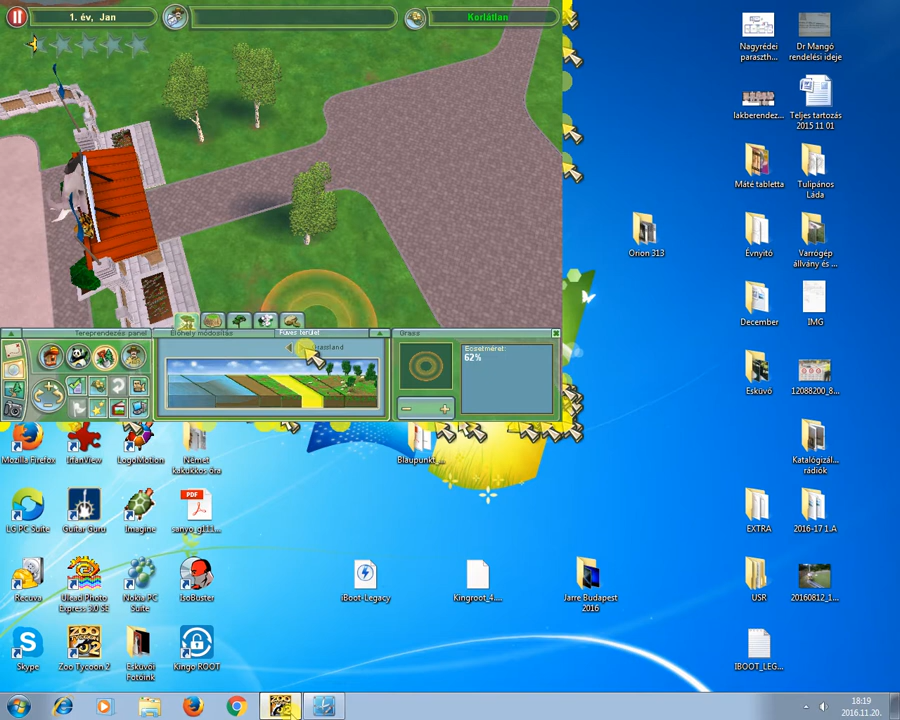 1. év, Jan
Korlátlan
Tereprendezés panel
Élőhely módosítás
Füves terület
Grass
Grassland
Ecsetméret:
62%
Nagyrédei
paraszth...
Dr Mangó
rendelési ideje
lakberendez...
Teljes tartozás
2015 11 01
Máté tabletta
Tulipános
Láda
Orion 313
Évnyitó
Varrógép
állvány és ...
December
IMG
Esküvő
12088200_8...
Mozilla Firefox
IrfanView
LogoMotion
Német
kakukkos óra
Blaupunkt_...
Katalógizál...
rádiók
LG PC Suite
Guitar Guru
Imagine
PDF
sanyo g111...
EXTRA
2016-17 1.A
Recuva
Ulead Photo
Express 3.0 SE
Nokia PC
Suite
IsoBuster
iBoot-Legacy
Kingroot_4....
Jarre Budapest
2016
USR
20160812_1...
Skype
Zoo Tycoon 2
Esküvői
Fotóink
Kingo ROOT
IBOOT_LEG...
18:19
2016.11.20.